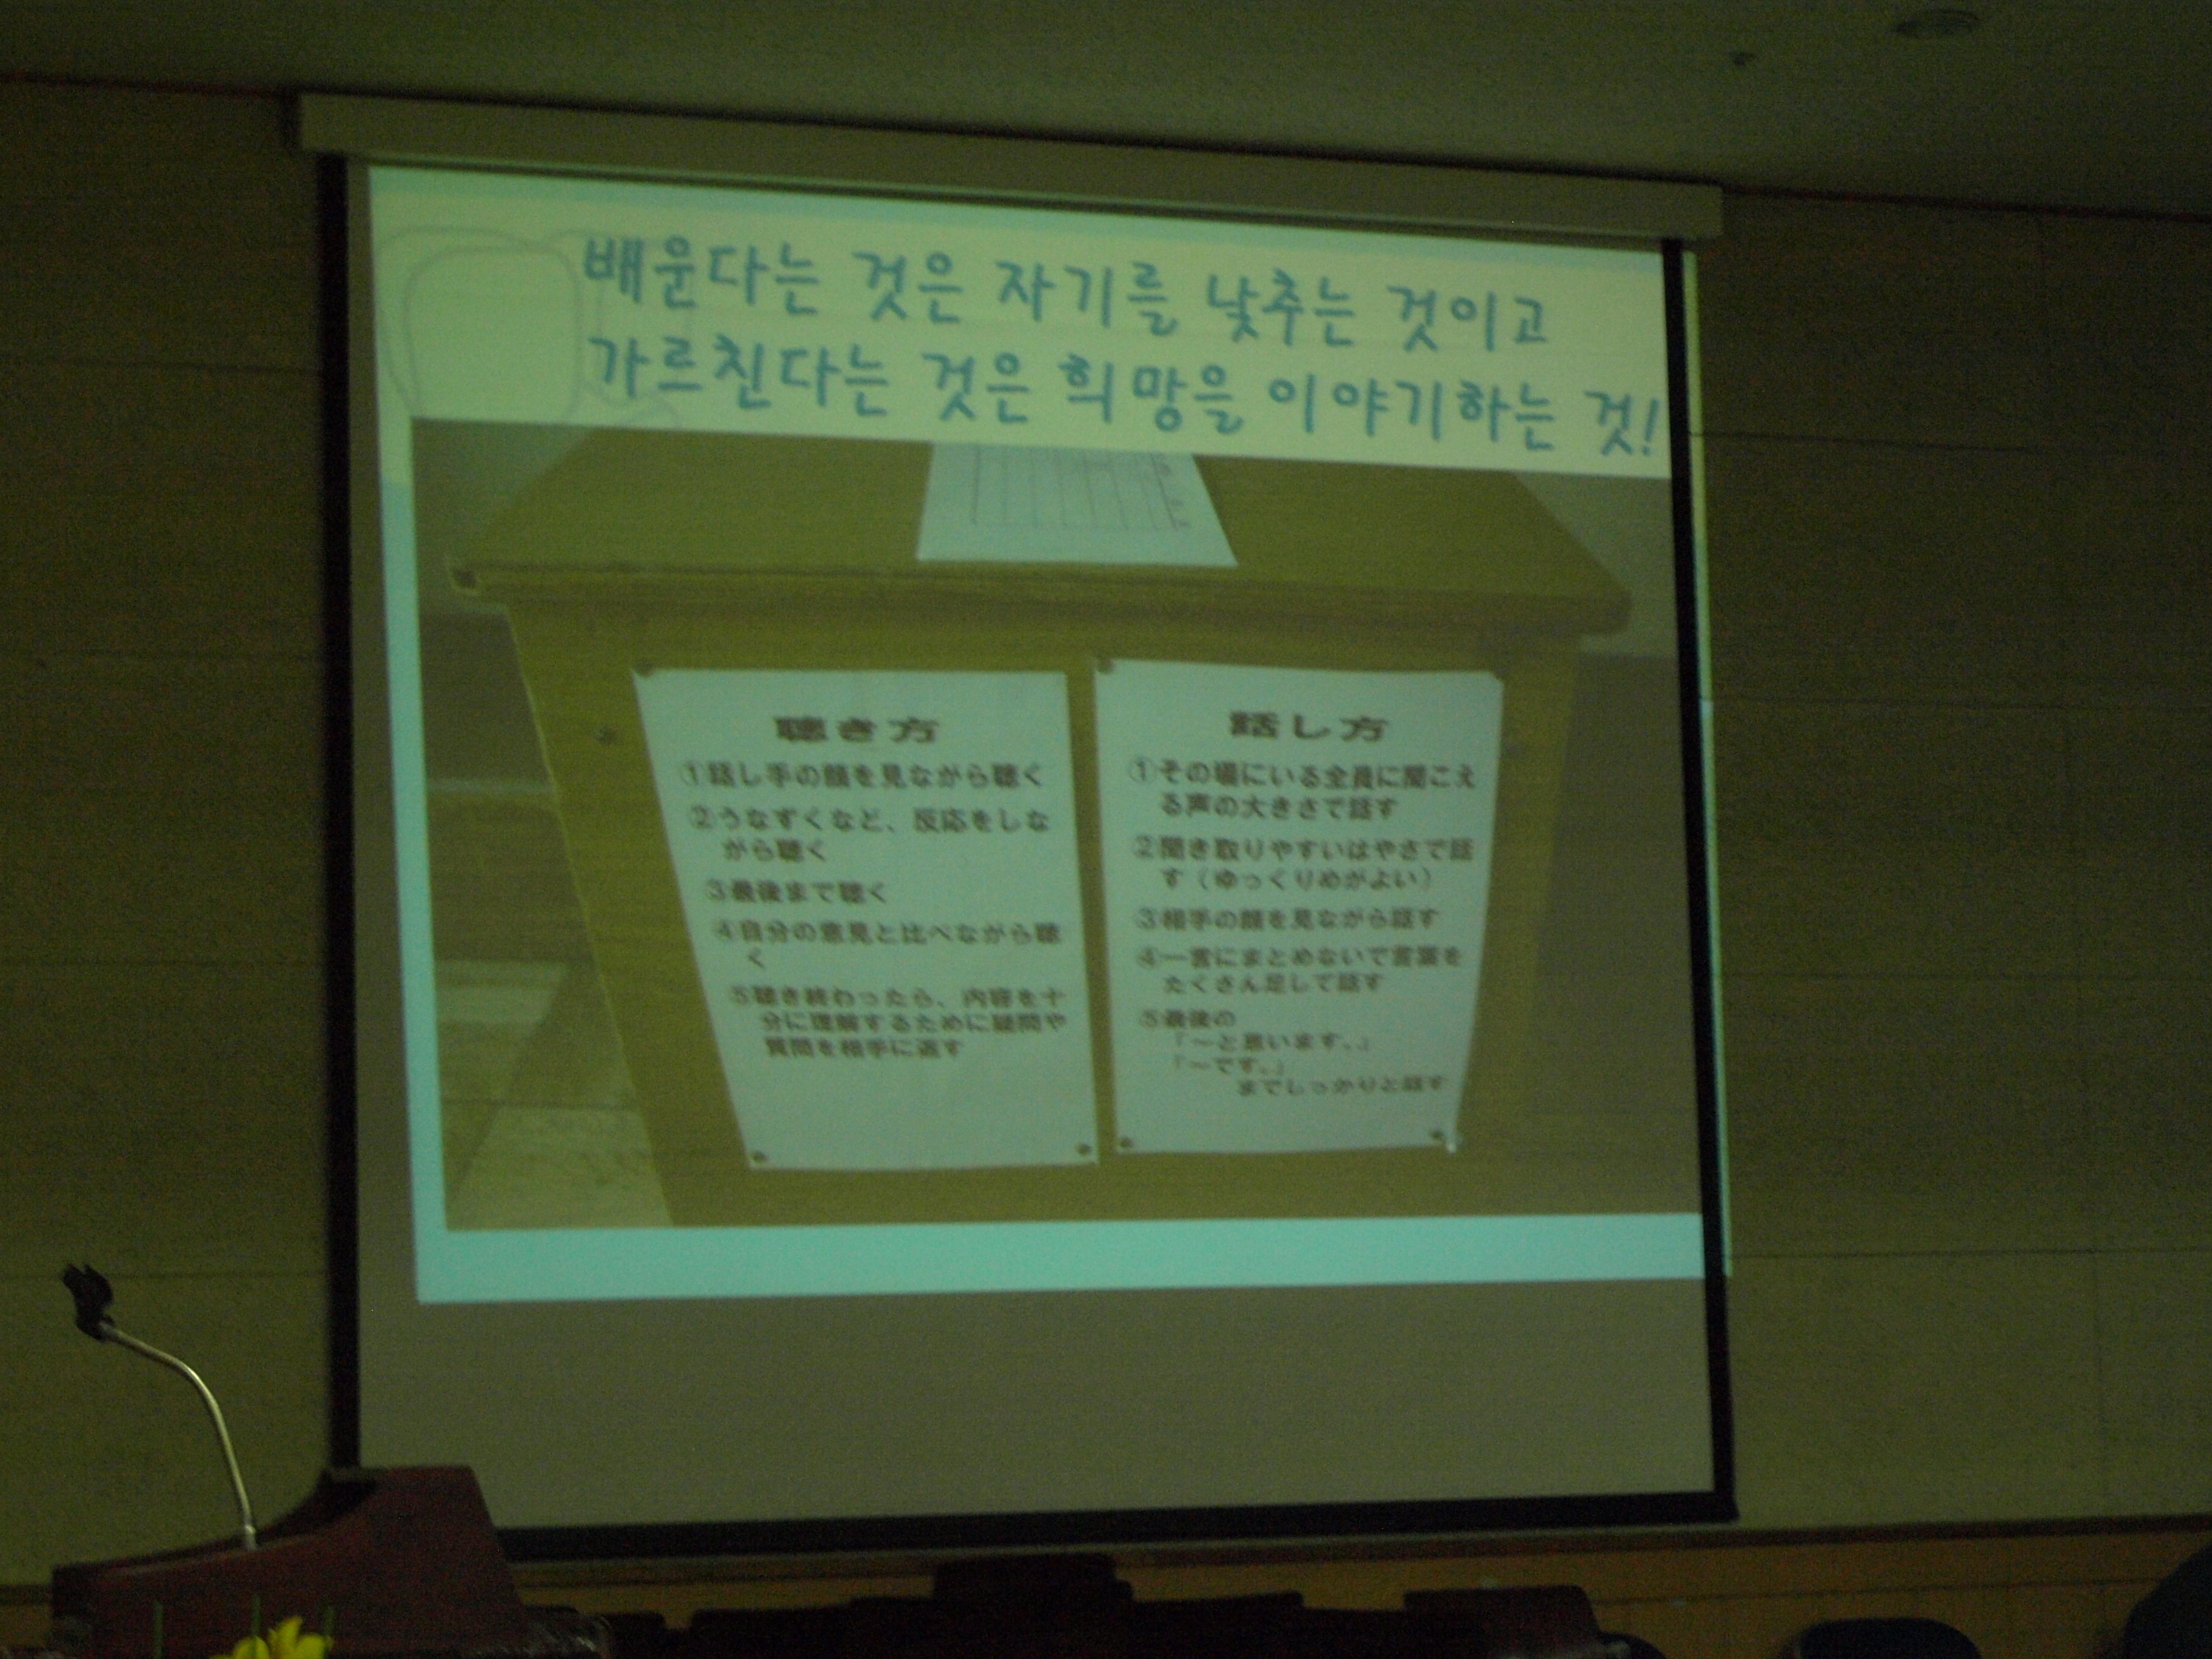 배운다는 것은 자기를 낮추는 것이고
가르친다는 것은 희망을 이야기하는 것!
聴き方
①話し手の顔を見ながら聴く
②うなずくなど、反応をしな
がら聴く
③最後まで聴く
④自分の意見と比べながら聴
く
⑤聴き終わったら、内容を十
分に理解するために疑問や
質問を相手に返す
話し方
①その場にいる全員に聞こえ
る声の大きさで話す
②聞き取りやすいはやさで話
す（ゆっくりめがよい）
③相手の顔を見ながら話す
④一言にまとめないで言葉を
たくさん足して話す
⑤最後の
「～と思います。」
「～です。」
までしっかりと話す